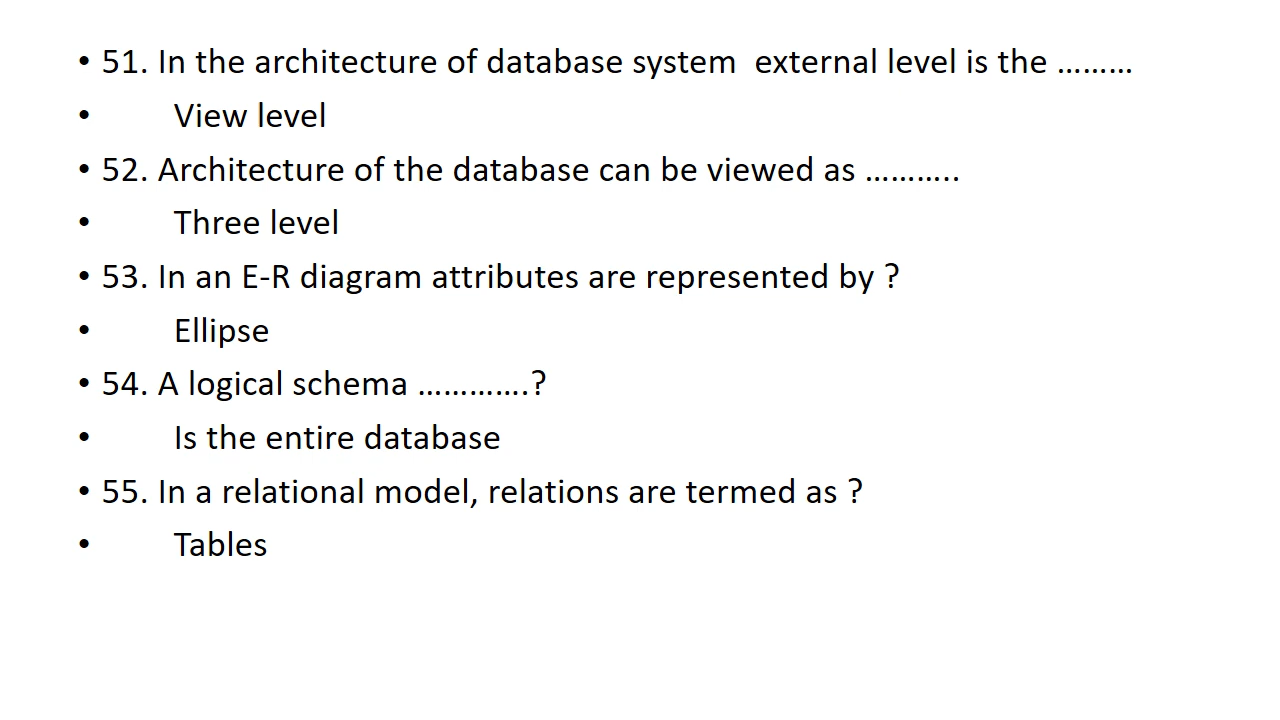 • 51. In the architecture of database system  external level is the ………
• View level
• 52. Architecture of the database can be viewed as ………..
• Three level
• 53. In an E-R diagram attributes are represented by ?
• Ellipse
• 54. A logical schema ………….?
• Is the entire database
• 55. In a relational model, relations are termed as ?
• Tables